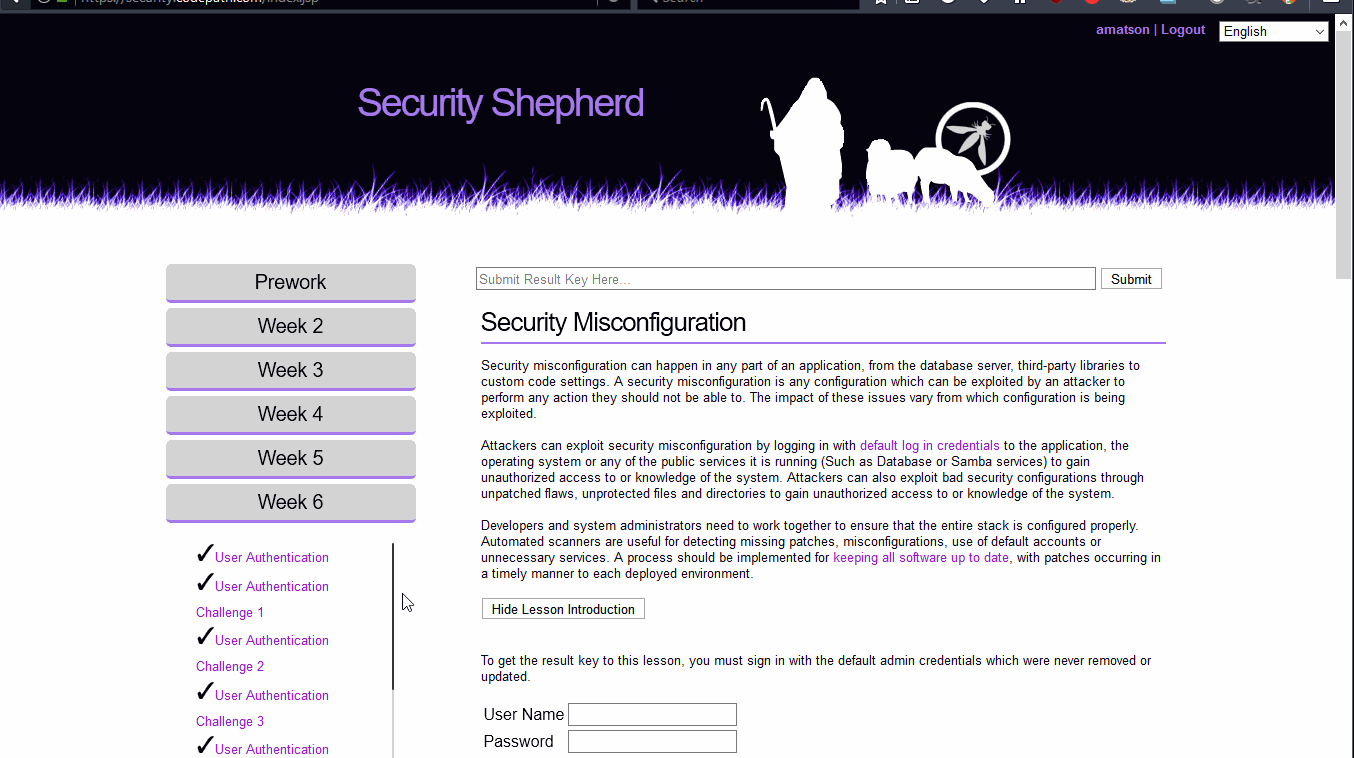 https://security.codepath.com/index.jsp
Search
amatson | Logout
English
Security Shepherd
Prework
Week 2
Week 3
Week 4
Week 5
Week 6
✓User Authentication
✓User Authentication
Challenge 1
✓User Authentication
Challenge 2
✓User Authentication
Challenge 3
✓User Authentication
Submit Result Key Here...
Submit
Security Misconfiguration
Security misconfiguration can happen in any part of an application, from the database server, third-party libraries to
custom code settings. A security misconfiguration is any configuration which can be exploited by an attacker to
perform any action they should not be able to. The impact of these issues vary from which configuration is being
exploited.
Attackers can exploit security misconfiguration by logging in with default log in credentials to the application, the
operating system or any of the public services it is running (Such as Database or Samba services) to gain
unauthorized access to or knowledge of the system. Attackers can also exploit bad security configurations through
unpatched flaws, unprotected files and directories to gain unauthorized access to or knowledge of the system.
Developers and system administrators need to work together to ensure that the entire stack is configured properly.
Automated scanners are useful for detecting missing patches, misconfigurations, use of default accounts or
unnecessary services. A process should be implemented for keeping all software up to date, with patches occurring in
a timely manner to each deployed environment.
Hide Lesson Introduction
To get the result key to this lesson, you must sign in with the default admin credentials which were never removed or
updated.
User Name
Password